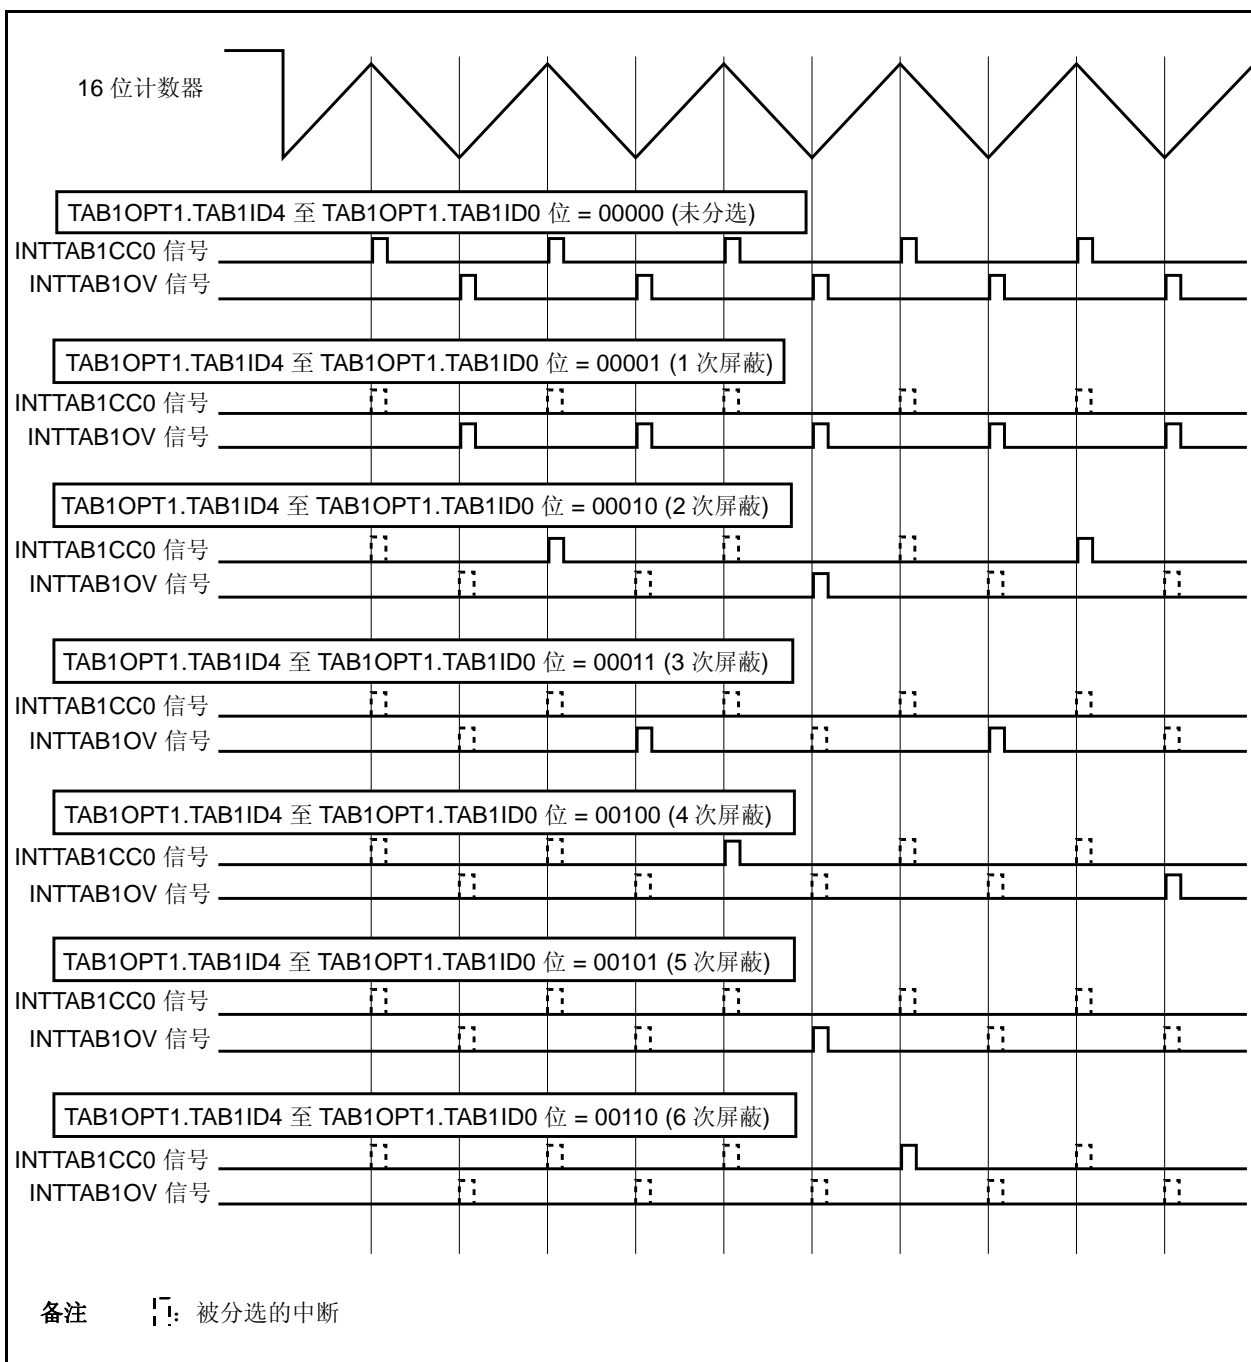 16 位计数器
TAB1OPT1.TAB1ID4 至 TAB1OPT1.TAB1ID0 位 = 00000 (未分选)
INTTAB1CC0 信号
INTTAB1OV 信号
TAB1OPT1.TAB1ID4 至 TAB1OPT1.TAB1ID0 位 = 00001 (1 次屏蔽)
INTTAB1CC0 信号
INTTAB1OV 信号
TAB1OPT1.TAB1ID4 至 TAB1OPT1.TAB1ID0 位 = 00010 (2 次屏蔽)
INTTAB1CC0 信号
INTTAB1OV 信号
TAB1OPT1.TAB1ID4 至 TAB1OPT1.TAB1ID0 位 = 00011 (3 次屏蔽)
INTTAB1CC0 信号
INTTAB1OV 信号
TAB1OPT1.TAB1ID4 至 TAB1OPT1.TAB1ID0 位 = 00100 (4 次屏蔽)
INTTAB1CC0 信号
INTTAB1OV 信号
TAB1OPT1.TAB1ID4 至 TAB1OPT1.TAB1ID0 位 = 00101 (5 次屏蔽)
INTTAB1CC0 信号
INTTAB1OV 信号
TAB1OPT1.TAB1ID4 至 TAB1OPT1.TAB1ID0 位 = 00110 (6 次屏蔽)
INTTAB1CC0 信号
INTTAB1OV 信号
备注 : 被分选的中断